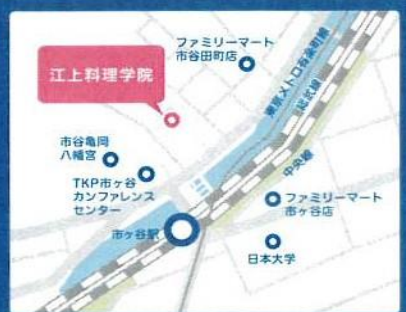 ファミリーマート
市谷田町店
江上料理学院
東京メトロ有楽町線
総武線
中央線
市谷亀岡
八幡宮
TKP市ヶ谷
カンファレンス
センター
ファミリーマート
市ヶ谷店
市ヶ谷駅
日本大学